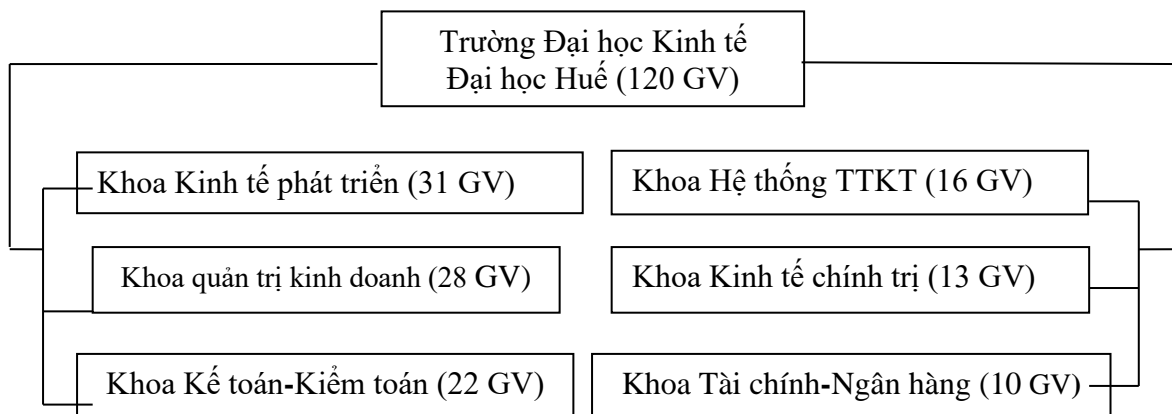 Trường Đại học Kinh tế
Đại học Huế (120 GV)
Khoa Kinh tế phát triển (31 GV)
Khoa Hệ thống TTKT (16 GV)
Khoa quản trị kinh doanh (28 GV)
Khoa Kinh tế chính trị (13 GV)
Khoa Kế toán-Kiểm toán (22 GV)
Khoa Tài chính-Ngân hàng (10 GV)